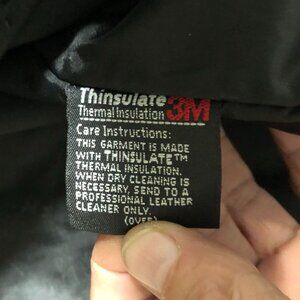 Thinsulate 3M
Thermal Insulation
Care Instructions:
THIS GARMENT IS MADE
WITH THINSULATE™
THERMAL INSULATION.
WHEN DRY CLEANING IS
NECESSARY, SEND TO A
PROFESSIONAL LEATHER
CLEANER ONLY.
(OVER)